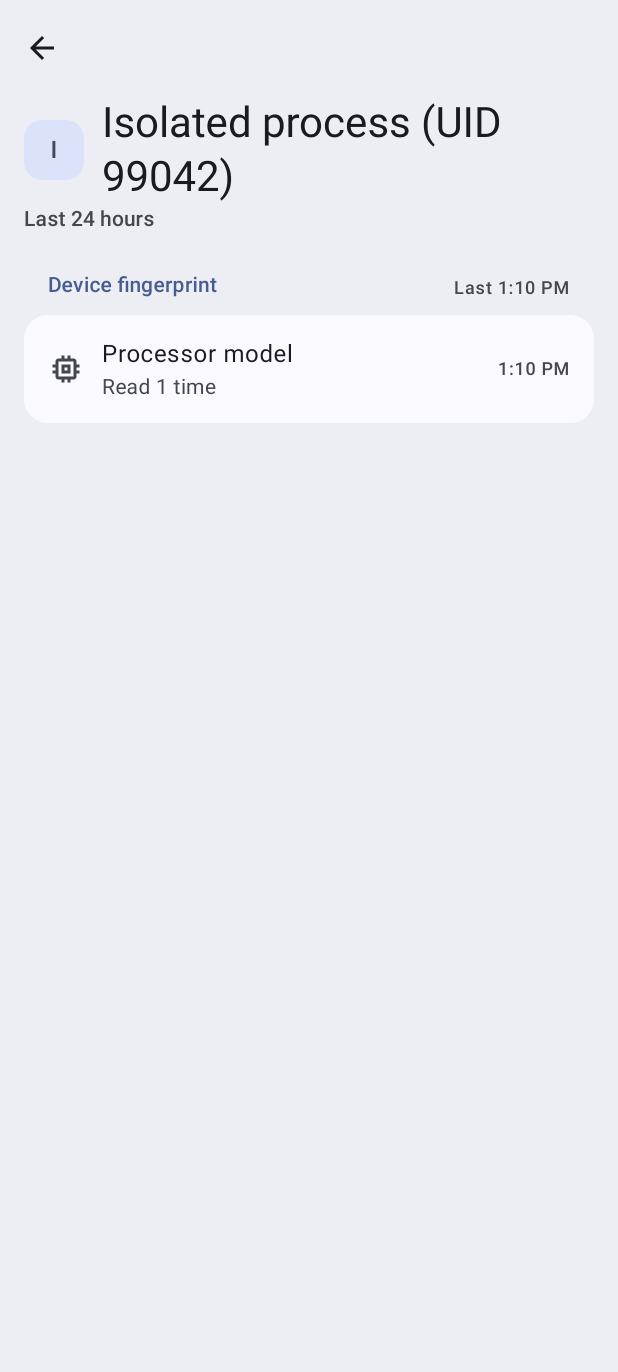 I
Isolated process (UID
99042)
Last 24 hours
Device fingerprint
Last 1:10 PM
Processor model
Read 1 time
1:10 PM